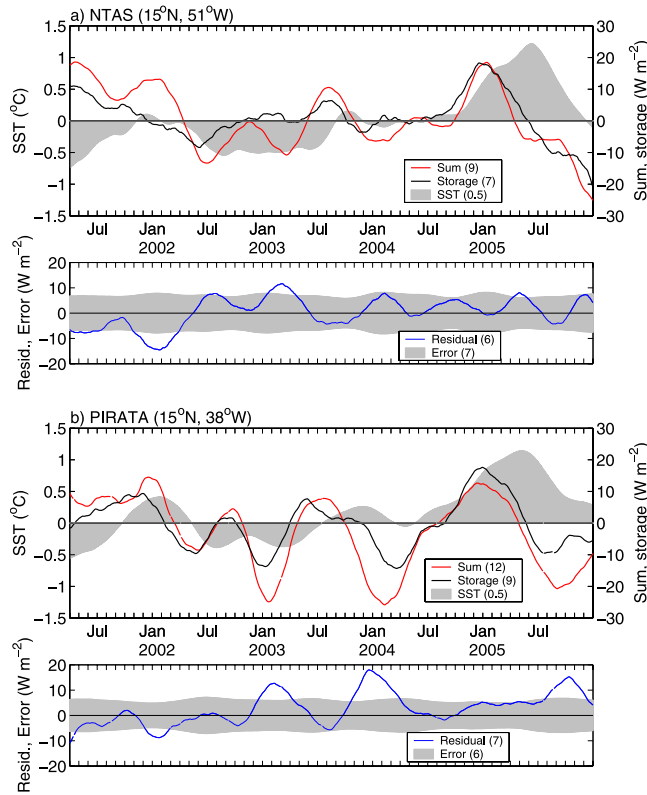 a) NTAS (15°N, 51°W)
1.5
1
0.5
0
−0.5
−1
−1.5
SST (°C)
30
20
10
0
−10
−20
−30
Sum, storage (W m−2)
Sum (9)
Storage (7)
SST (0.5)
Jul Jan Jul Jan Jul Jan Jul Jan Jul
2002 2003 2004 2005
20
10
0
−10
−20
Resid., Error (W m−2)
Residual (6)
Error (7)
b) PIRATA (15°N, 38°W)
1.5
1
0.5
0
−0.5
−1
−1.5
SST (°C)
30
20
10
0
−10
−20
−30
Sum, storage (W m−2)
Sum (12)
Storage (9)
SST (0.5)
Jul Jan Jul Jan Jul Jan Jul Jan Jul
2002 2003 2004 2005
20
10
0
−10
−20
Resid., Error (W m−2)
Residual (7)
Error (6)